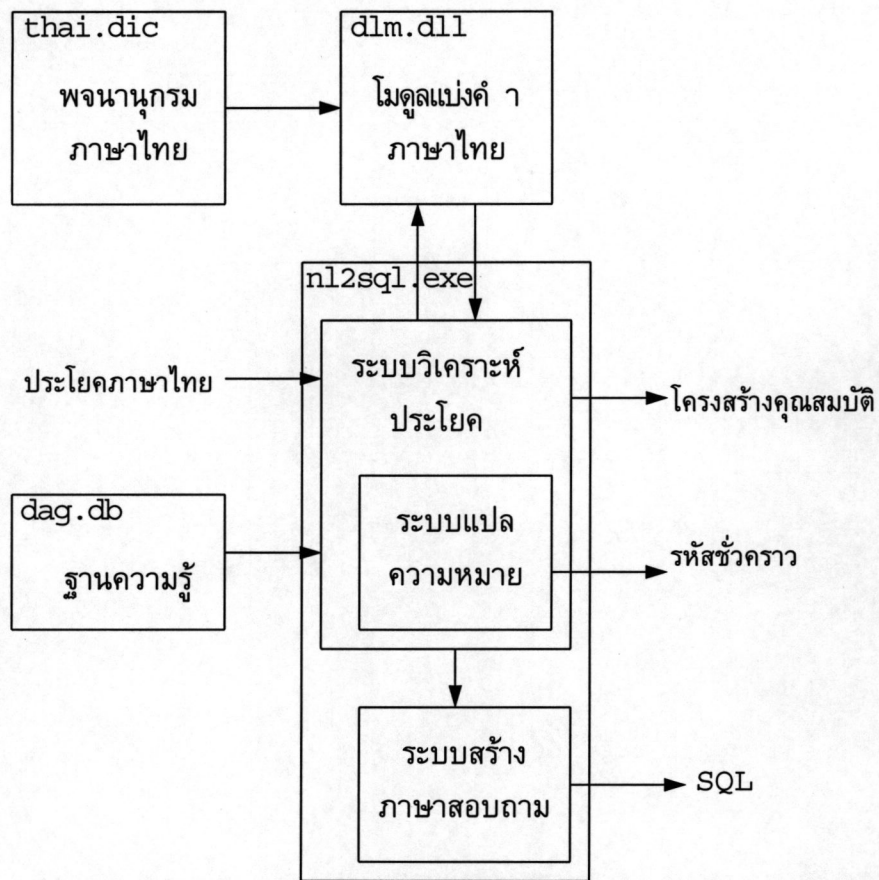 thai.dic
พจนานุกรม
ภาษาไทย
dlm.dll
โมดูลแบ่งคํ า
ภาษาไทย
nl2sql.exe
ระบบวิเคราะห์
ประโยค
ประโยคภาษาไทย
โครงสร้างคุณสมบัติ
dag.db
ฐานความรู้
ระบบแปล
ความหมาย
รหัสชั่วคราว
ระบบสร้าง
ภาษาสอบถาม
SQL